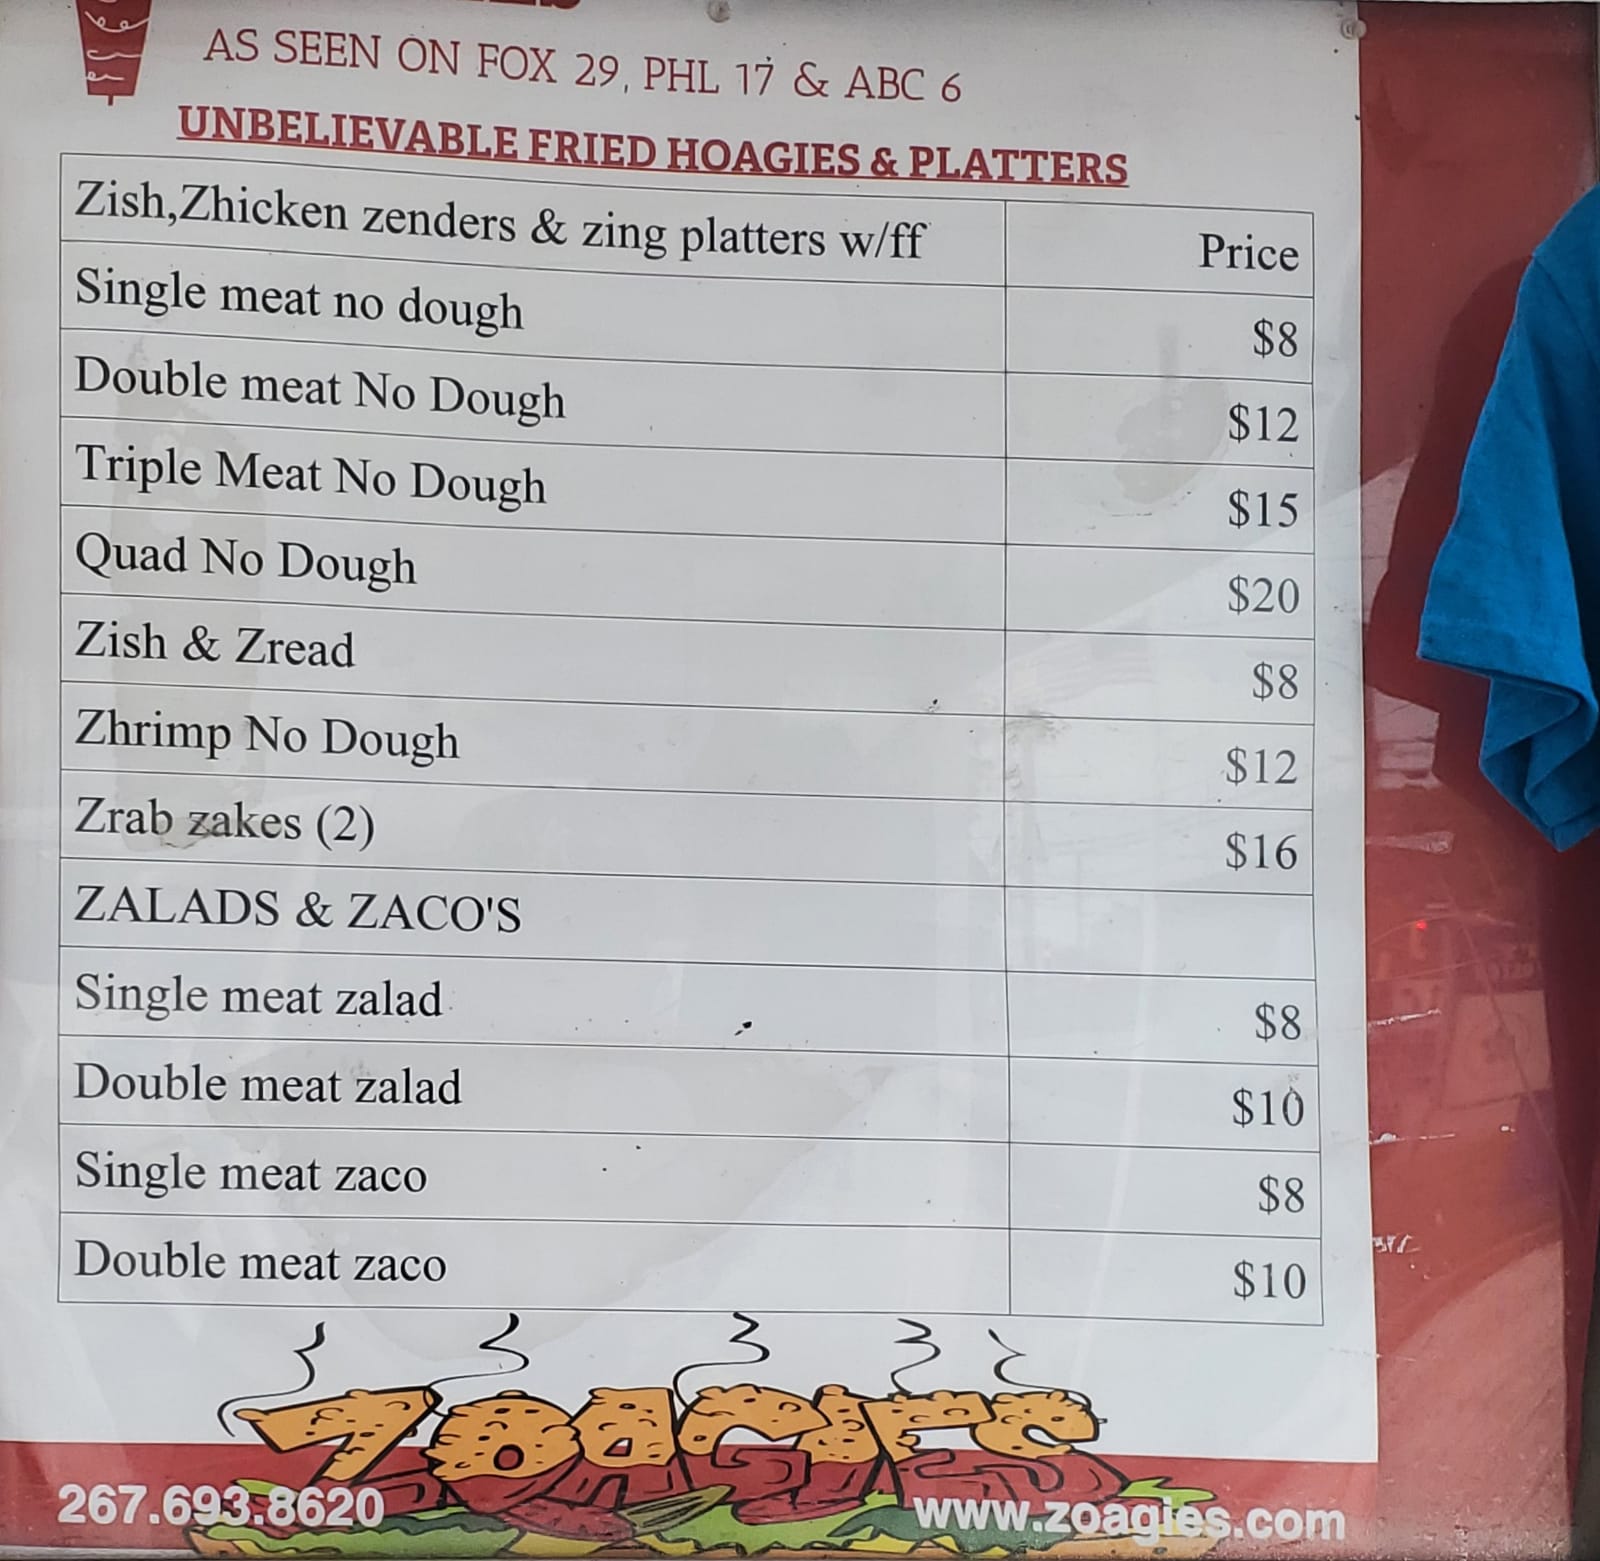 AS SEEN ON FOX 29, PHL 17 & ABC 6
UNBELIEVABLE FRIED HOAGIES & PLATTERS
Zish,Zhicken zenders & zing platters w/ff Price
Single meat no dough $8
Double meat No Dough $12
Triple Meat No Dough $15
Quad No Dough $20
Zish & Zread $8
Zhrimp No Dough $12
Zrab zakes (2) $16
ZALADS & ZACO'S
Single meat zalad $8
Double meat zalad $10
Single meat zaco $8
Double meat zaco $10
ZOAGIES
267.693.8620 www.zoagies.com